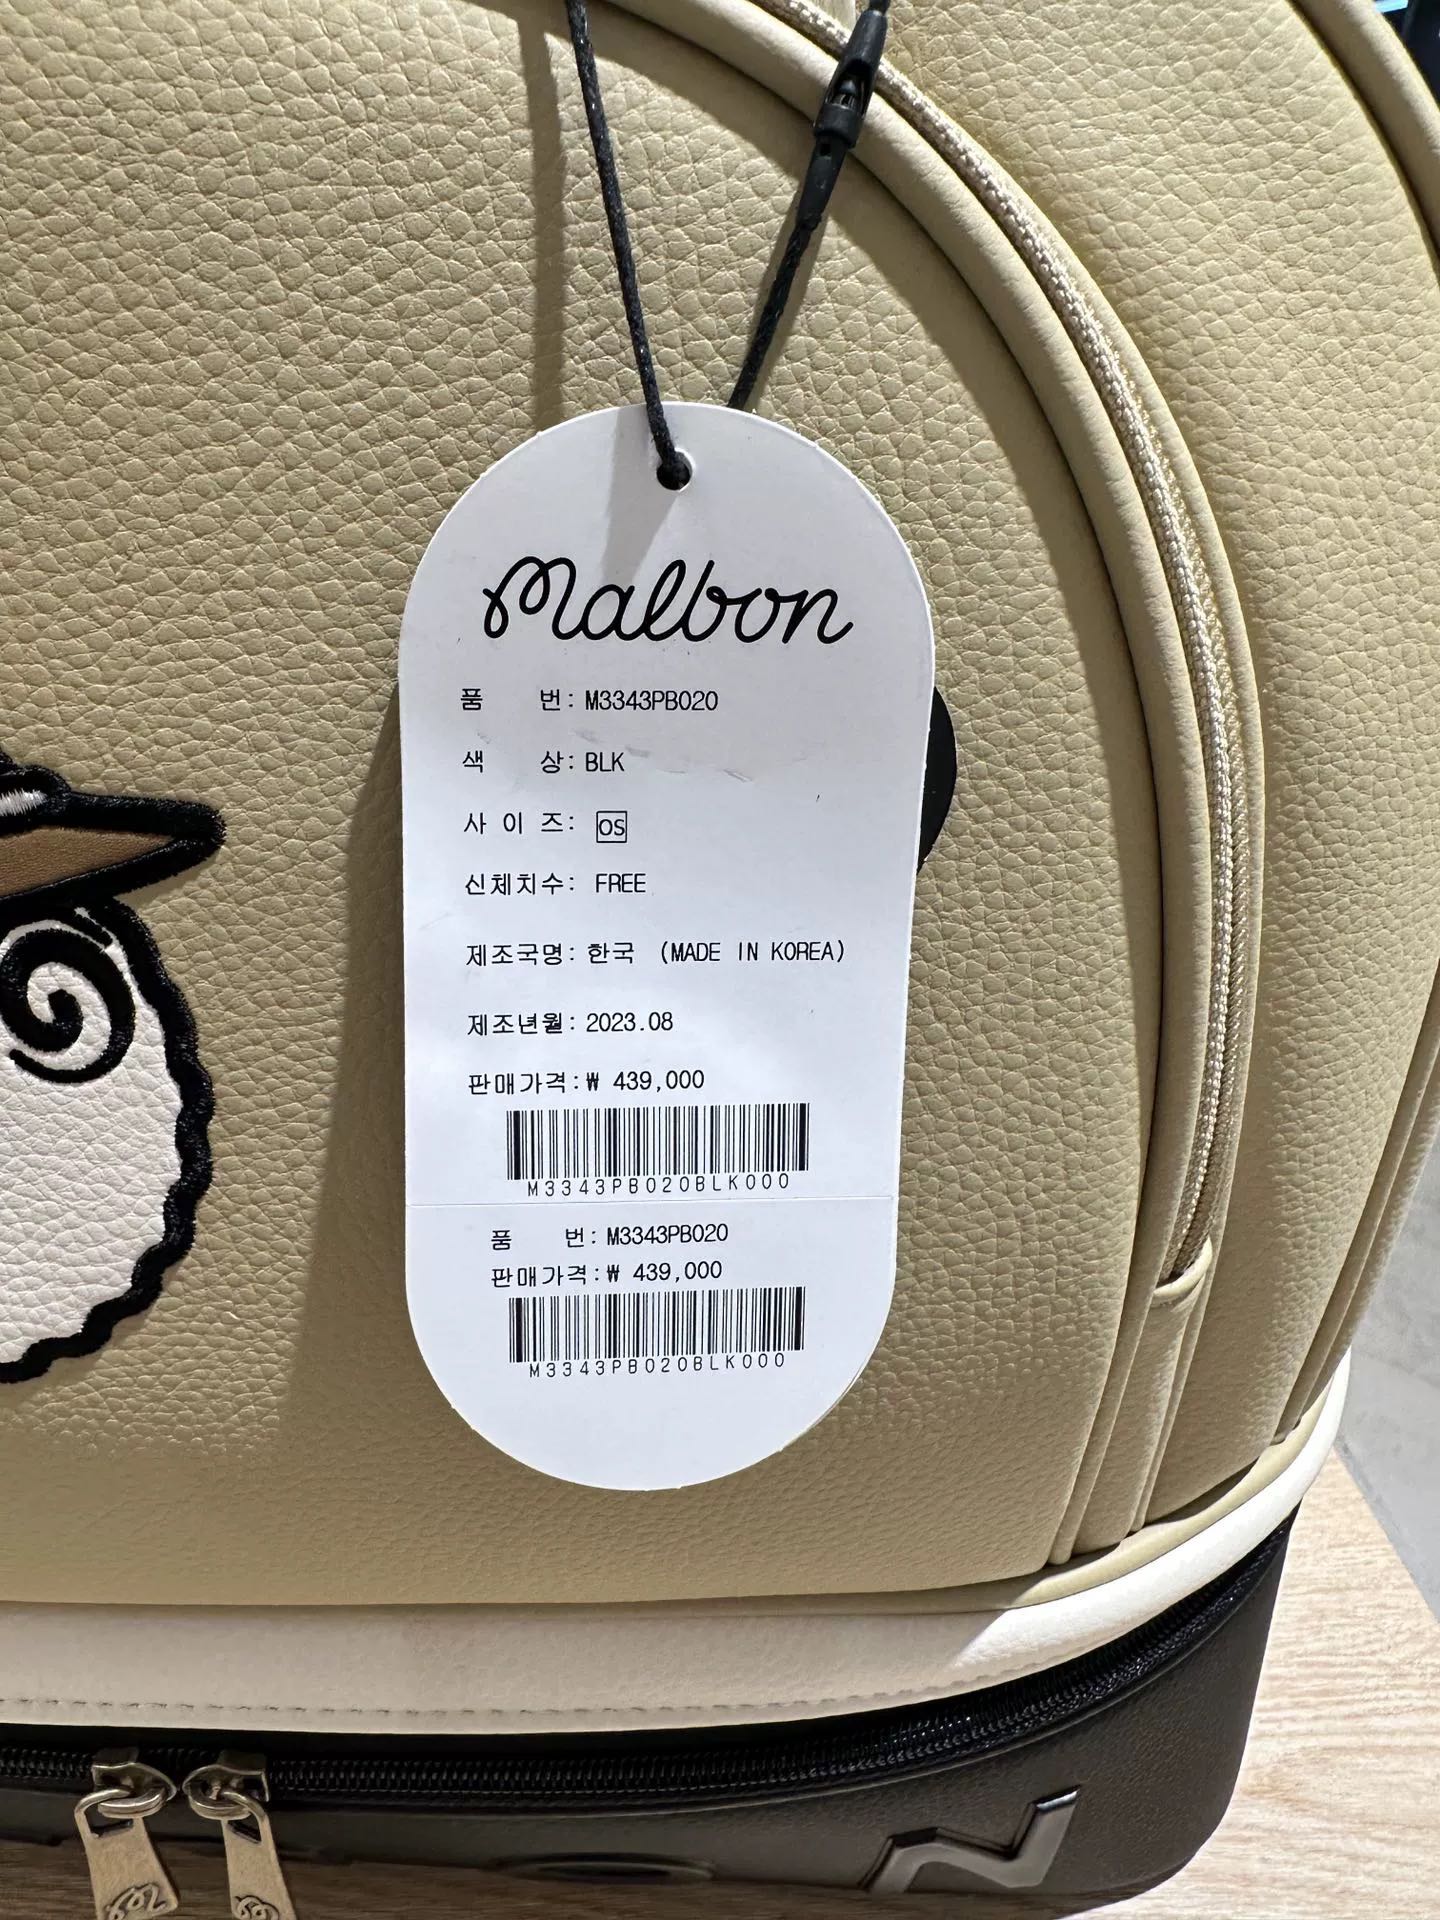 Malbon
품 번: M3343PB020
색 상: BLK
사 이 즈: OS
신체치수: FREE
제조국명: 한국 (MADE IN KOREA)
제조년월: 2023.08
판매가격:₩ 439,000
M3343PB020BLK000
품 번: M3343PB020
판매가격:₩ 439,000
M3343PB020BLK000
N